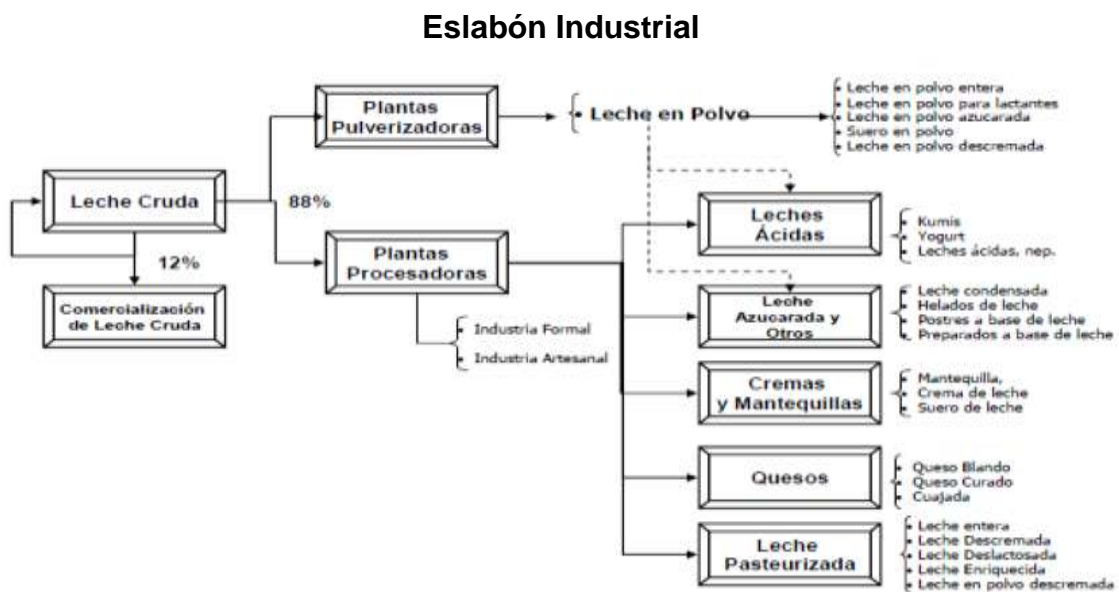 Eslabón Industrial
Plantas
Pulverizadoras
Leche en Polvo
Leche en polvo entera
Leche en polvo para lactantes
Leche en polvo azucarada
Suero en polvo
Leche en polvo descremada
Leche Cruda
88%
12%
Comercialización
de Leche Cruda
Plantas
Procesadoras
Industria Formal
Industria Artesanal
Leches
Ácidas
Kumis
Yogurt
Leches ácidas, nep.
Leche
Azucarada y
Otros
Leche condensada
Helados de leche
Postres a base de leche
Preparados a base de leche
Cremas
y Mantequillas
Mantequilla,
Crema de leche
Suero de leche
Quesos
Queso Blando
Queso Curado
Cuajada
Leche
Pasteurizada
Leche entera
Leche Descremada
Leche Deslactosada
Leche Enriquecida
Leche en polvo descremada